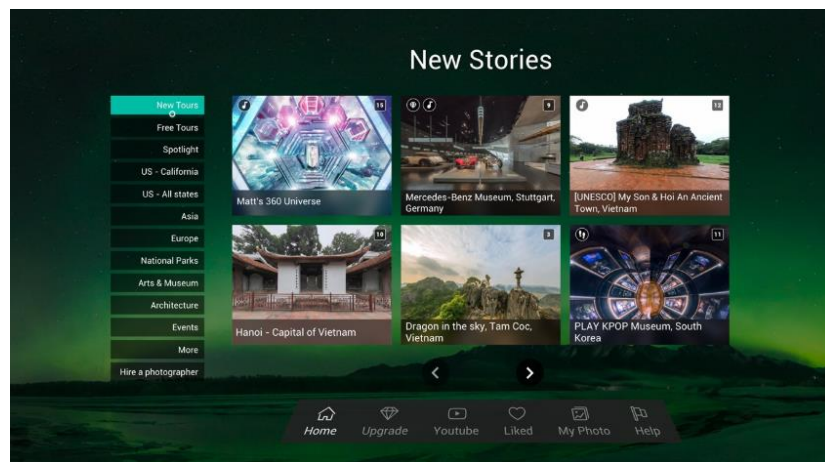 New Stories
New Tours
Free Tours
Spotlight
US - California
US - All states
Asia
Europe
National Parks
Arts & Museum
Architecture
Events
More
Hire a photographer
15
Matt's 360 Universe
9
Mercedes-Benz Museum, Stuttgart,
Germany
12
[UNESCO] My Son & Hoi An Ancient
Town, Vietnam
Hanoi - Capital of Vietnam
3
Dragon in the sky, Tam Coc,
Vietnam
11
PLAY KPOP Museum, South
Korea
Home
Upgrade
Youtube
Liked
My Photo
Help